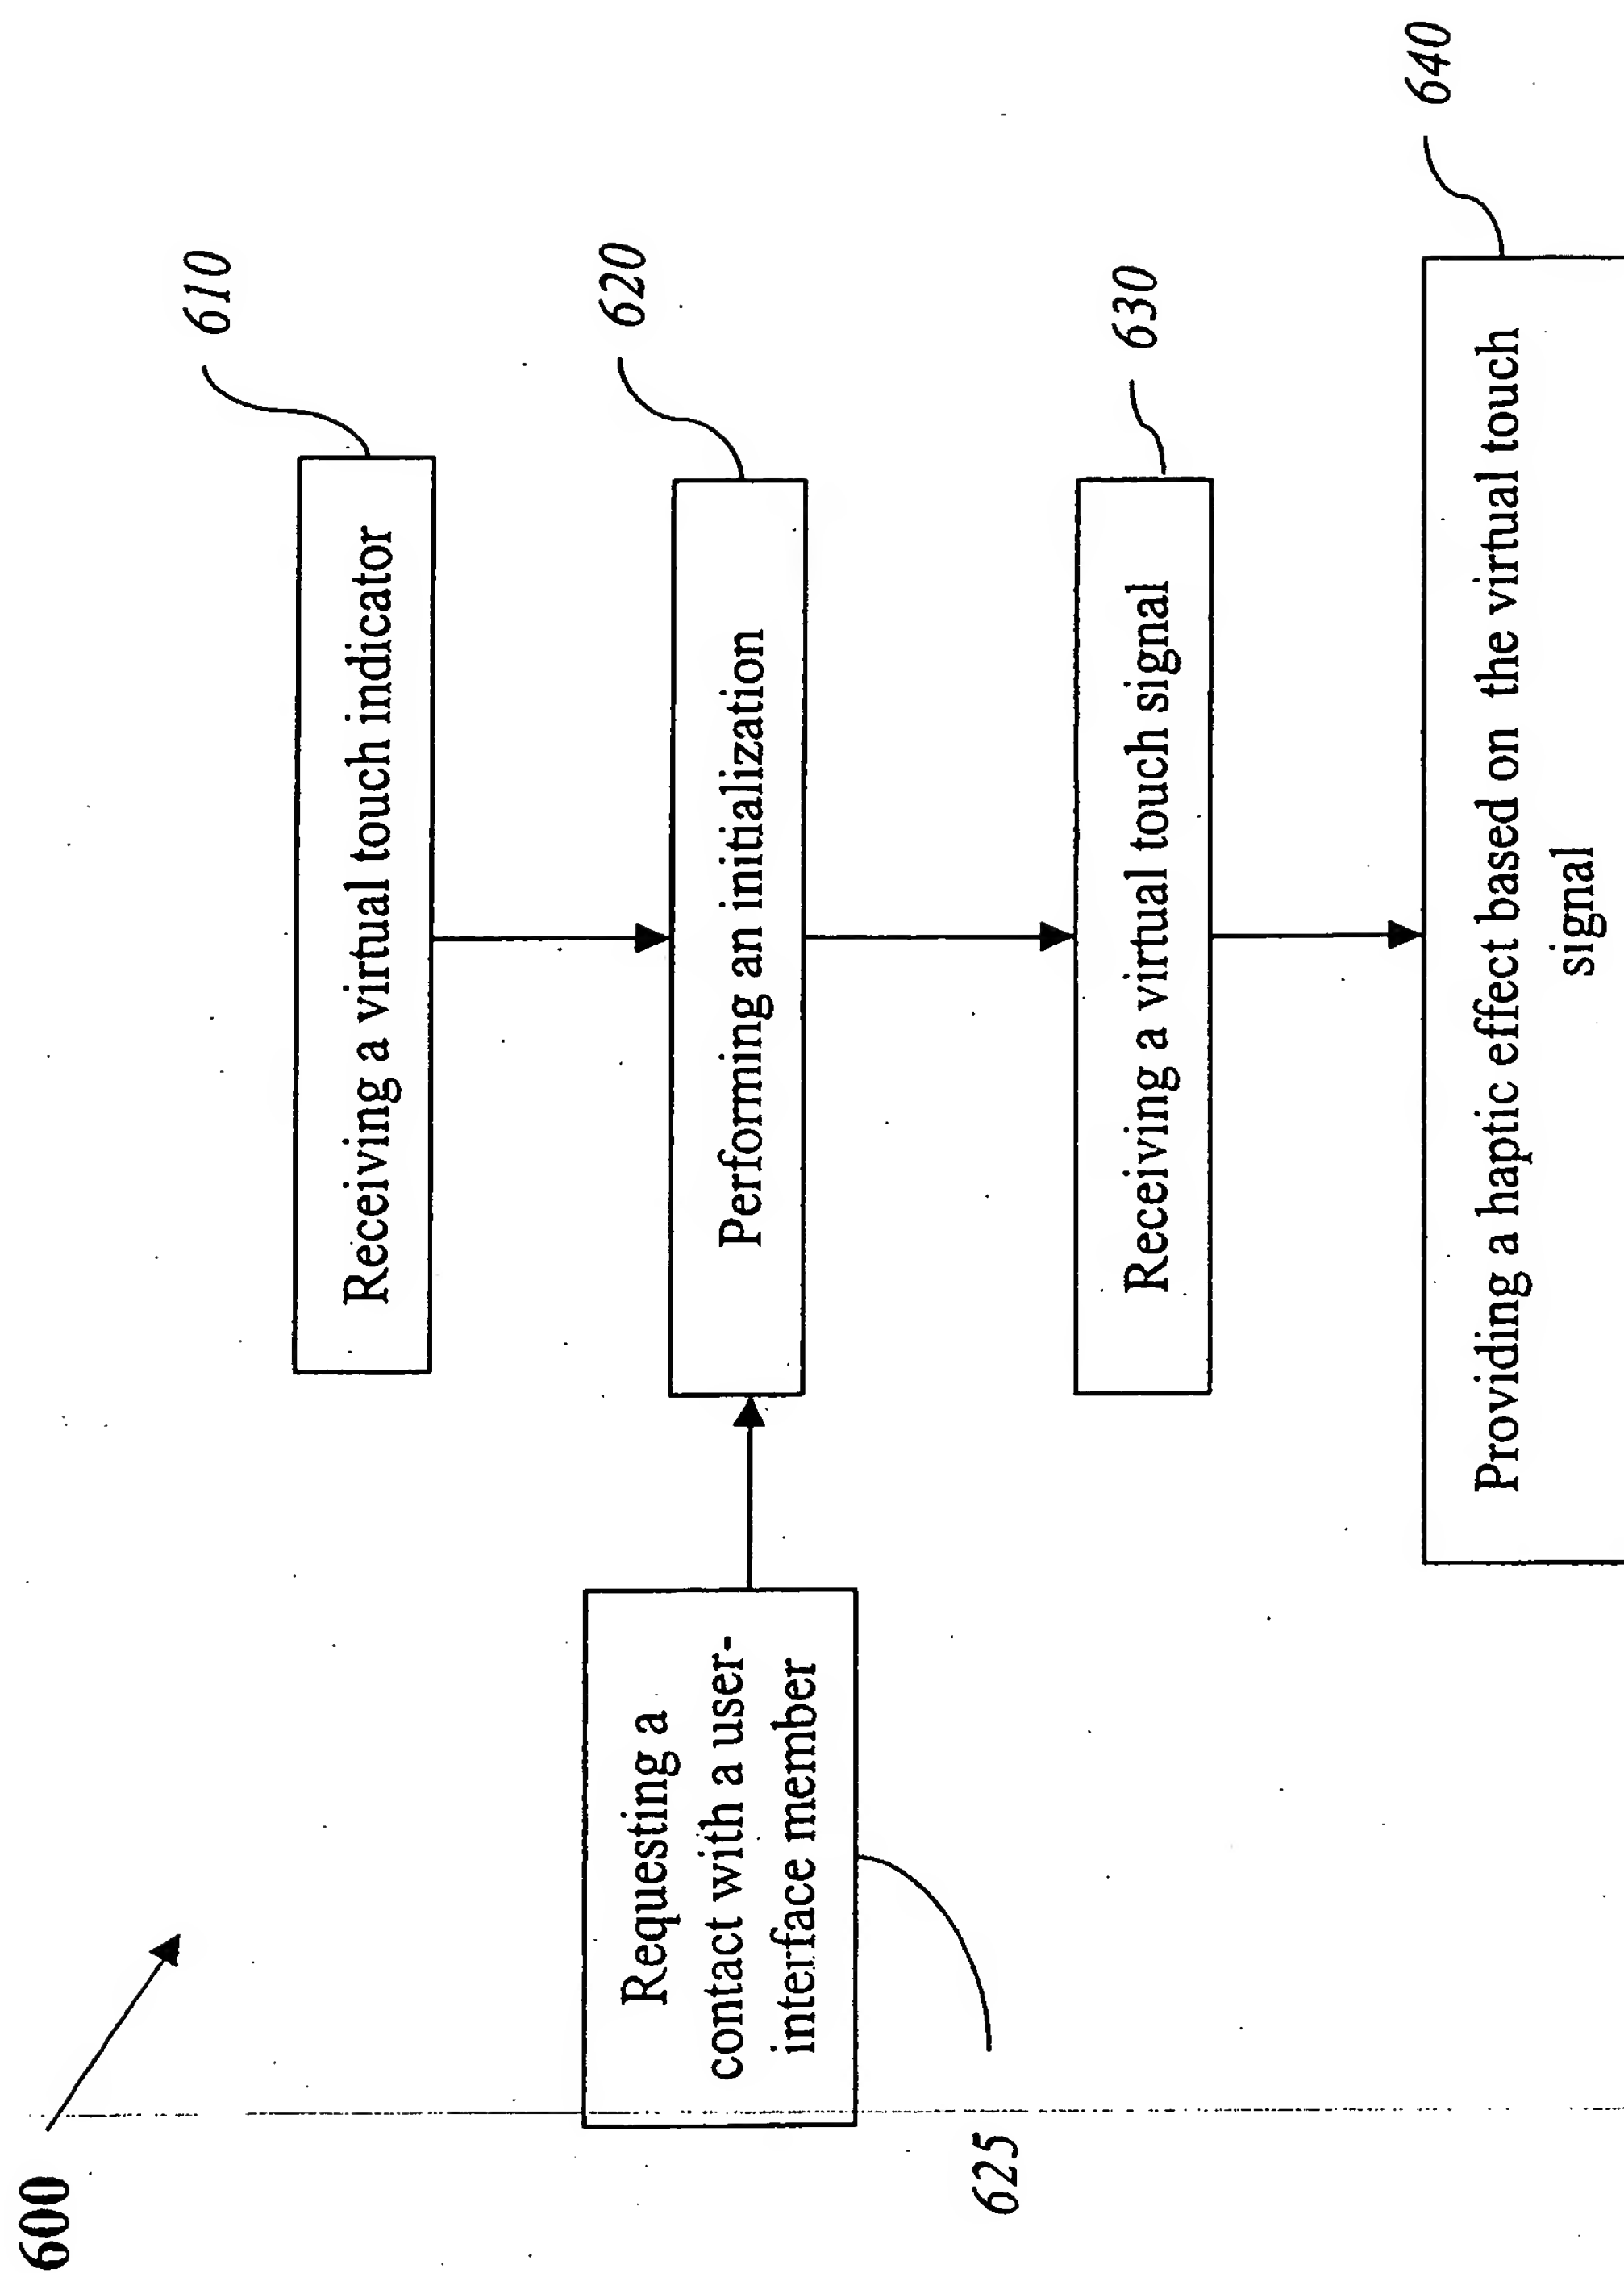 600
610
Receiving a virtual touch indicator
620
Performing an initialization
Requesting a
contact with a user-
interface member
625
630
Receiving a virtual touch signal
640
Providing a haptic effect based on the virtual touch
signal